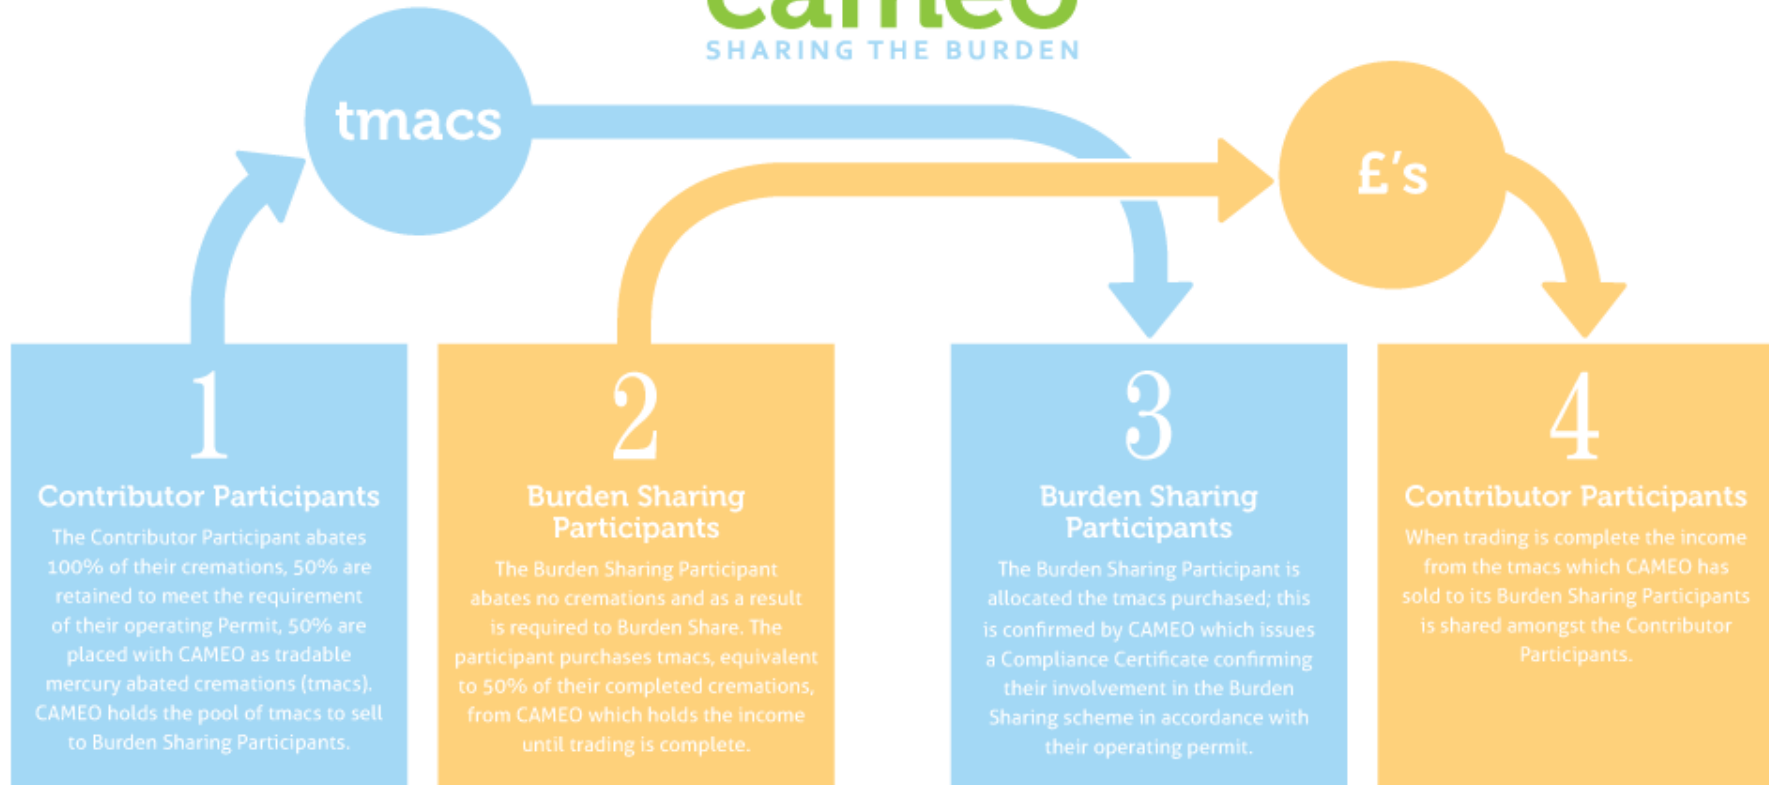 cameo
SHARING THE BURDEN
tmacs
£'s
1
Contributor Participants
The Contributor Participant abates
100% of their cremations, 50% are
retained to meet the requirement
of their operating Permit, 50% are
placed with CAMEO as tradable
mercury abated cremations (tmacs).
CAMEO holds the pool of tmacs to sell
to Burden Sharing Participants.
2
Burden Sharing
Participants
The Burden Sharing Participant
abates no cremations and as a result
is required to Burden Share. The
participant purchases tmacs, equivalent
to 50% of their completed cremations,
from CAMEO which holds the income
until trading is complete.
3
Burden Sharing
Participants
The Burden Sharing Participant is
allocated the tmacs purchased; this
is confirmed by CAMEO which issues
a Compliance Certificate confirming
their involvement in the Burden
Sharing scheme in accordance with
their operating permit.
4
Contributor Participants
When trading is complete the income
from the tmacs which CAMEO has
sold to its Burden Sharing Participants
is shared amongst the Contributor
Participants.